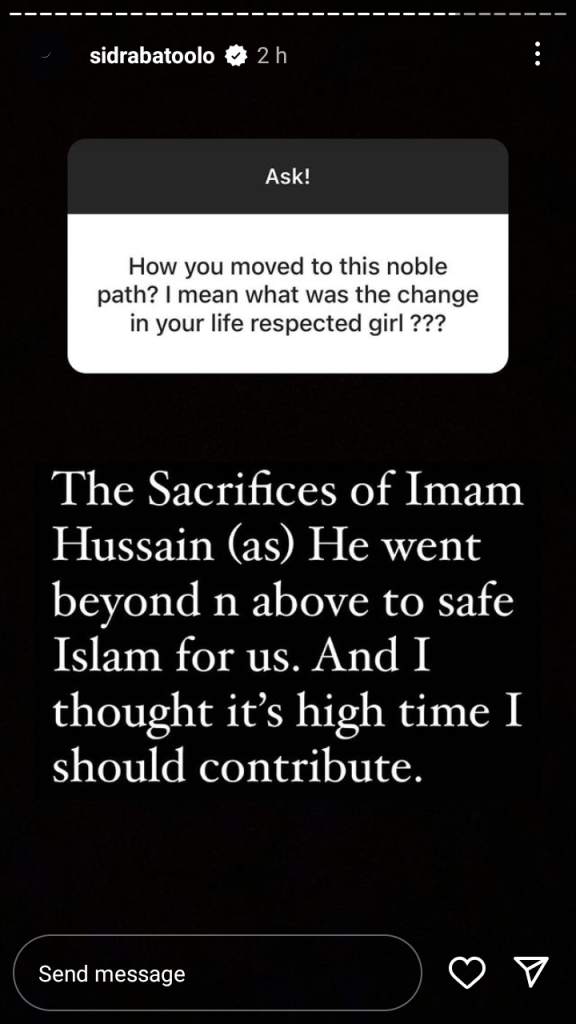 sidrabatoolo 2 h
Ask!
How you moved to this noble
path? I mean what was the change
in your life respected girl ???
The Sacrifices of Imam
Hussain (as) He went
beyond n above to safe
Islam for us. And I
thought it’s high time I
should contribute.
Send message